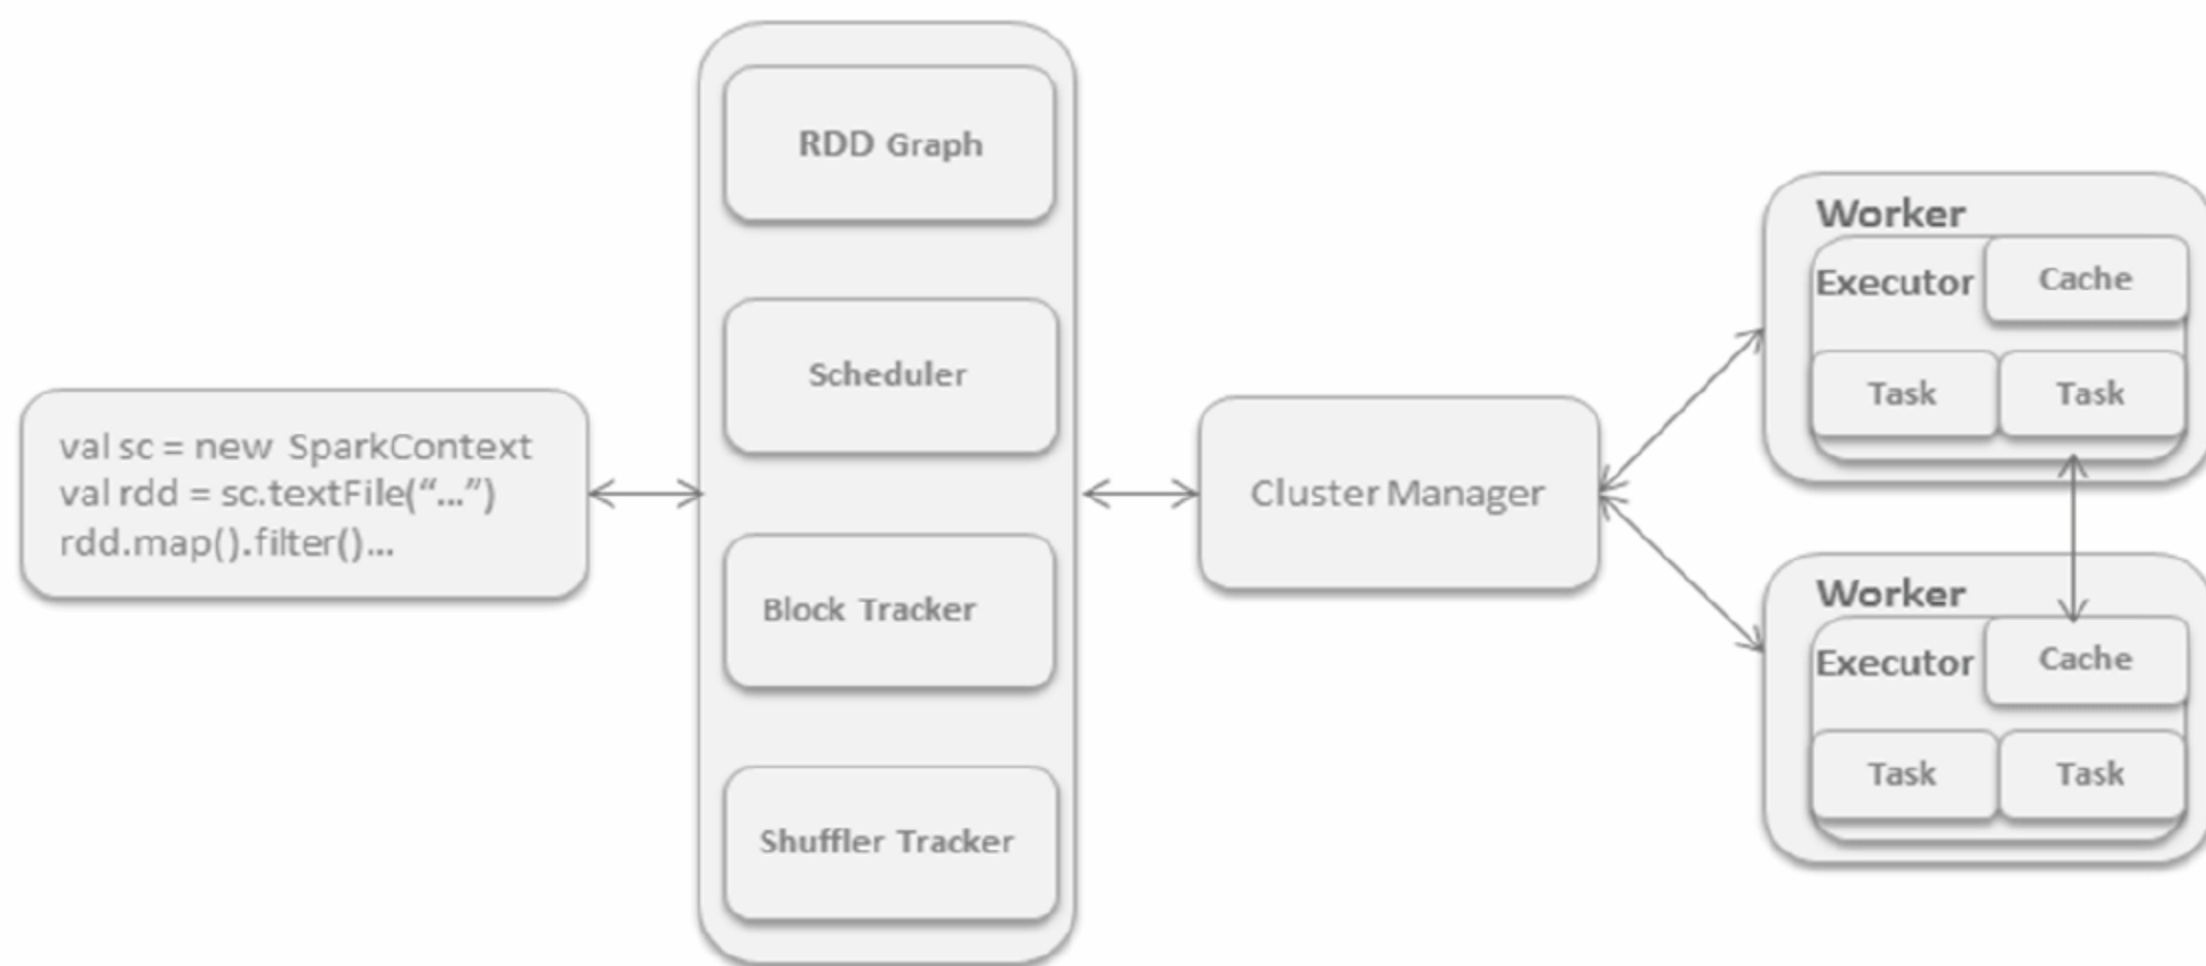 val sc = new SparkContext
val rdd = sc.textFile(“...”)
rdd.map().filter()...
RDD Graph
Scheduler
Block Tracker
Shuffler Tracker
Cluster Manager
Worker
Executor
Cache
Task
Task
Worker
Executor
Cache
Task
Task